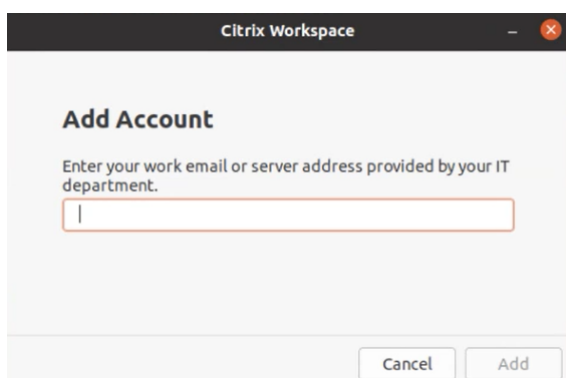 Citrix Workspace
Add Account
Enter your work email or server address provided by your IT
department.
Cancel
Add